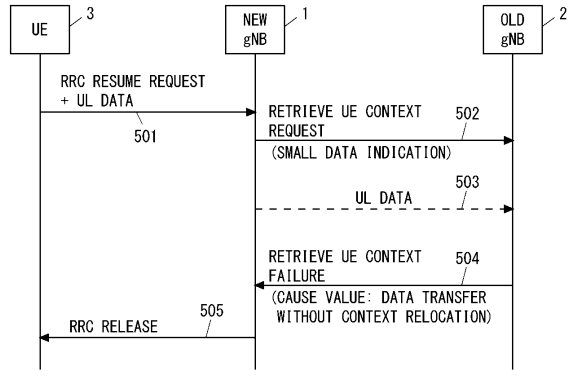 UE
3
NEW
gNB
1
OLD
gNB
2
RRC RESUME REQUEST
+ UL DATA
501
RETRIEVE UE CONTEXT
REQUEST
(SMALL DATA INDICATION)
502
UL DATA
503
RETRIEVE UE CONTEXT
FAILURE
(CAUSE VALUE: DATA TRANSFER
WITHOUT CONTEXT RELOCATION)
504
RRC RELEASE
505